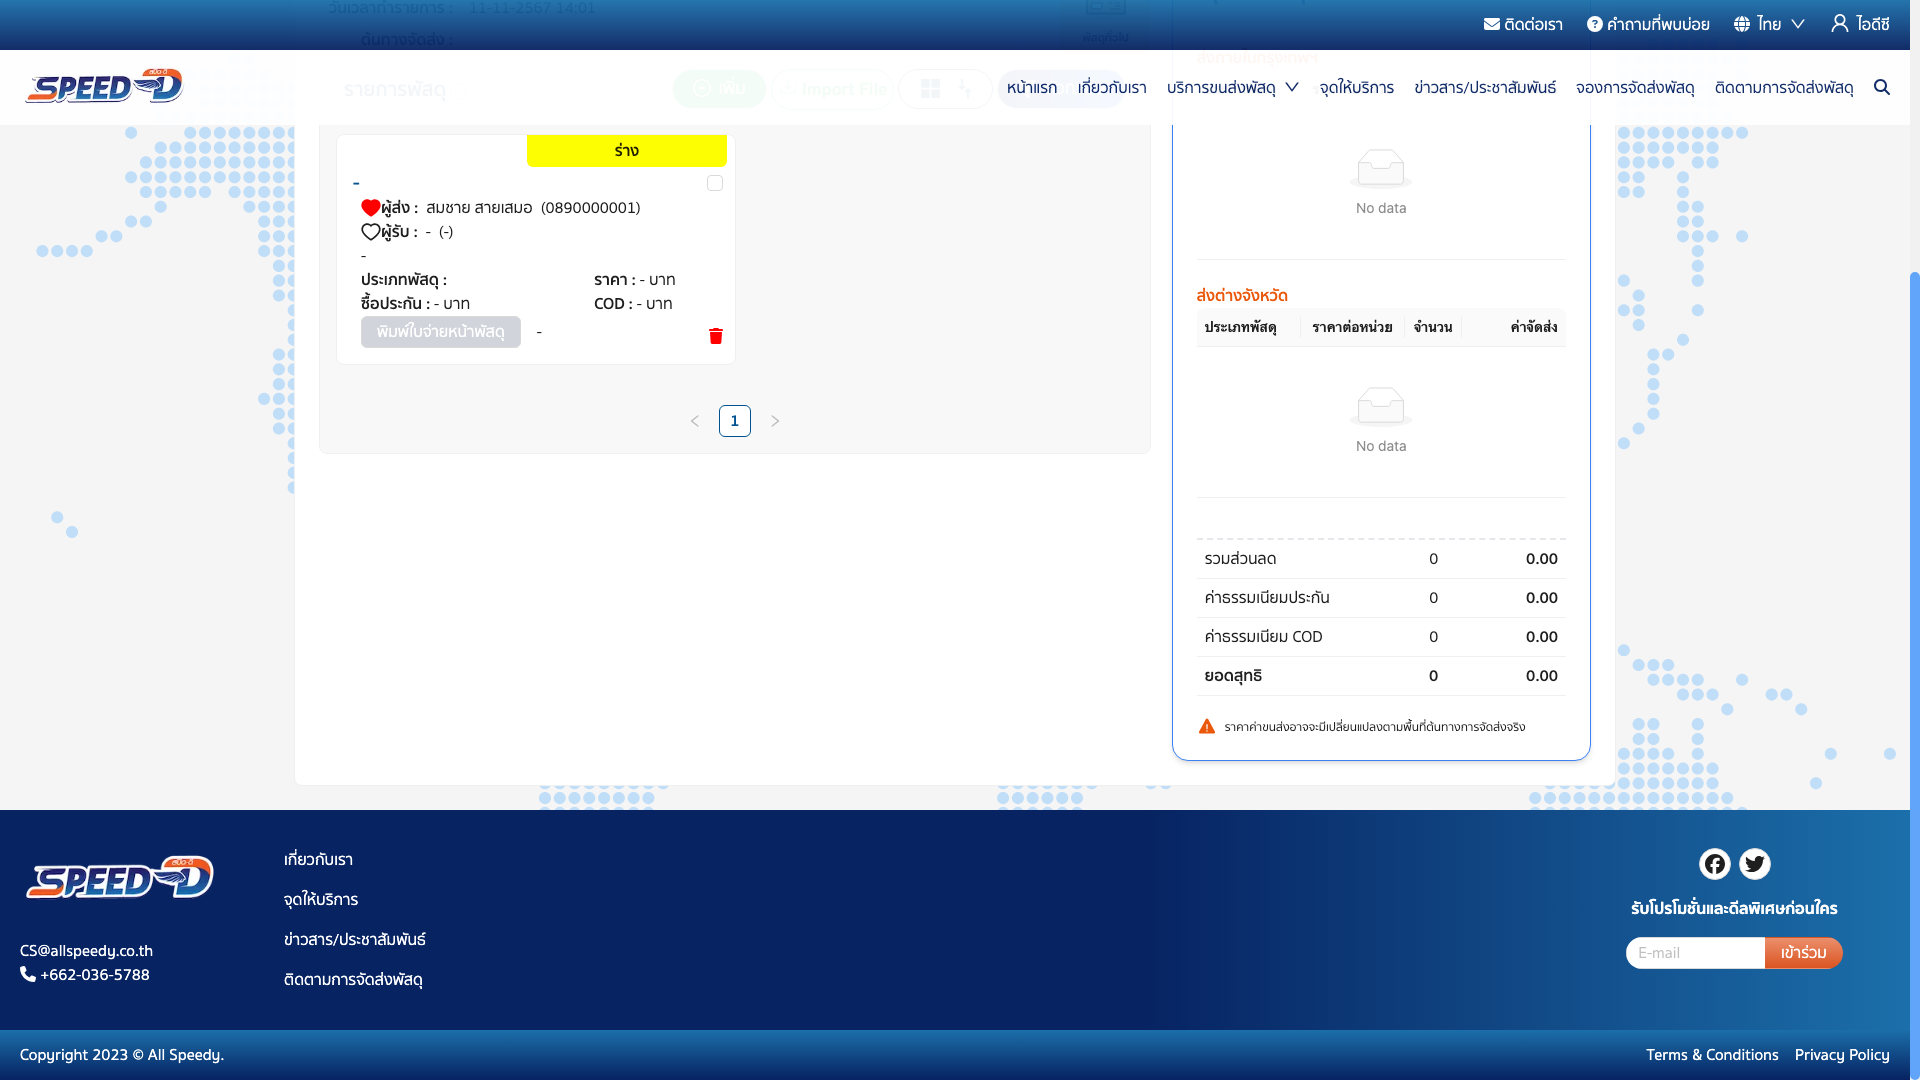 วันเวลาทำรายการ : 11-11-2567 14:01
ต้นทางจัดส่ง :
ติดต่อเรา
คำถามที่พบบ่อย
ไทย
ไอดีซี
SPEED-D
สปีด-ดี
รายการพัสดุ
เพิ่ม
Import File
หน้าแรก
เกี่ยวกับเรา
บริการขนส่งพัสดุ
จุดให้บริการ
ข่าวสาร/ประชาสัมพันธ์
จองการจัดส่งพัสดุ
ติดตามการจัดส่งพัสดุ
ร่าง
-
ผู้ส่ง : สมชาย สายเสมอ (0890000001)
ผู้รับ : - (-)
-
ประเภทพัสดุ :
ราคา : - บาท
ซื้อประกัน : - บาท
COD : - บาท
พิมพ์ใบจ่ายหน้าพัสดุ
-
1
No data
ส่งต่างจังหวัด
ประเภทพัสดุ ราคาต่อหน่วย จำนวน ค่าจัดส่ง
No data
รวมส่วนลด 0 0.00
ค่าธรรมเนียมประกัน 0 0.00
ค่าธรรมเนียม COD 0 0.00
ยอดสุทธิ 0 0.00
ราคาค่าขนส่งอาจจะมีเปลี่ยนแปลงตามพื้นที่ต้นทางการจัดส่งจริง
SPEED-D
สปีด-ดี
CS@allspeedy.co.th
+662-036-5788
เกี่ยวกับเรา
จุดให้บริการ
ข่าวสาร/ประชาสัมพันธ์
ติดตามการจัดส่งพัสดุ
รับโปรโมชั่นและดีลพิเศษก่อนใคร
E-mail
เข้าร่วม
Copyright 2023 © All Speedy.
Terms & Conditions
Privacy Policy